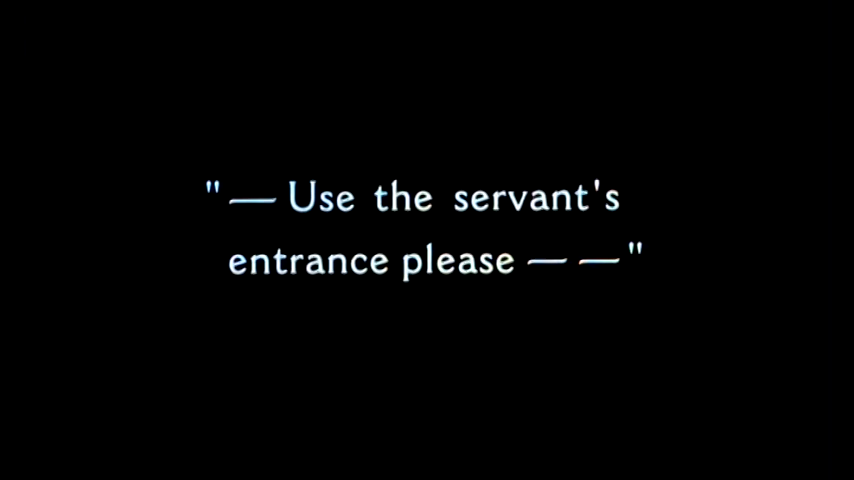 "— Use the servant's
entrance please — —"